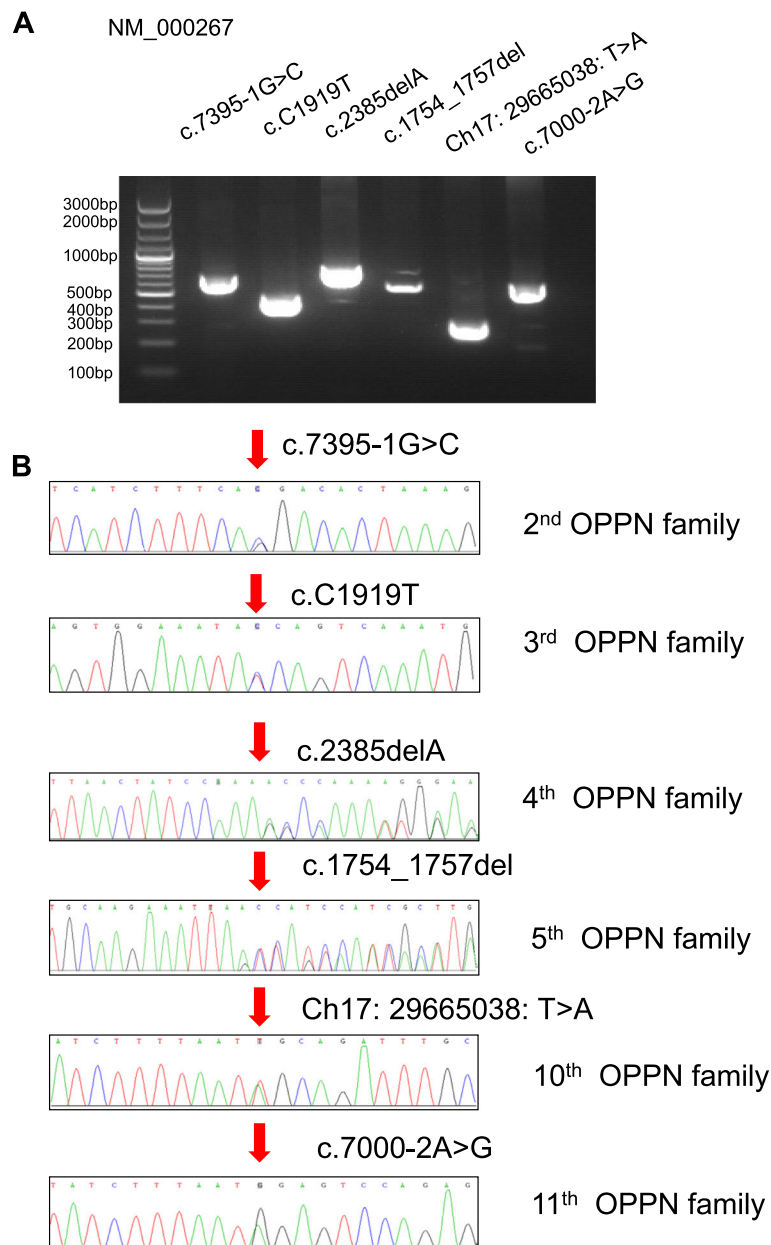 A
NM_000267
c.7395-1G>C
c.C1919T
c.2385delA
c.1754_1757del
Ch17: 29665038: T>A
c.7000-2A>G
3000bp
2000bp
1000bp
500bp
400bp
300bp
200bp
100bp
B
c.7395-1G>C
T C A T C T T T C A G G A C A C T A A A G
2nd OPPN family
c.C1919T
A G T G G A A A T A C C A G T C A A A T G
3rd OPPN family
c.2385delA
4th OPPN family
c.1754_1757del
5th OPPN family
Ch17: 29665038: T>A
10th OPPN family
c.7000-2A>G
T A T C T T T A A T G G A G T C C A G A G
11th OPPN family